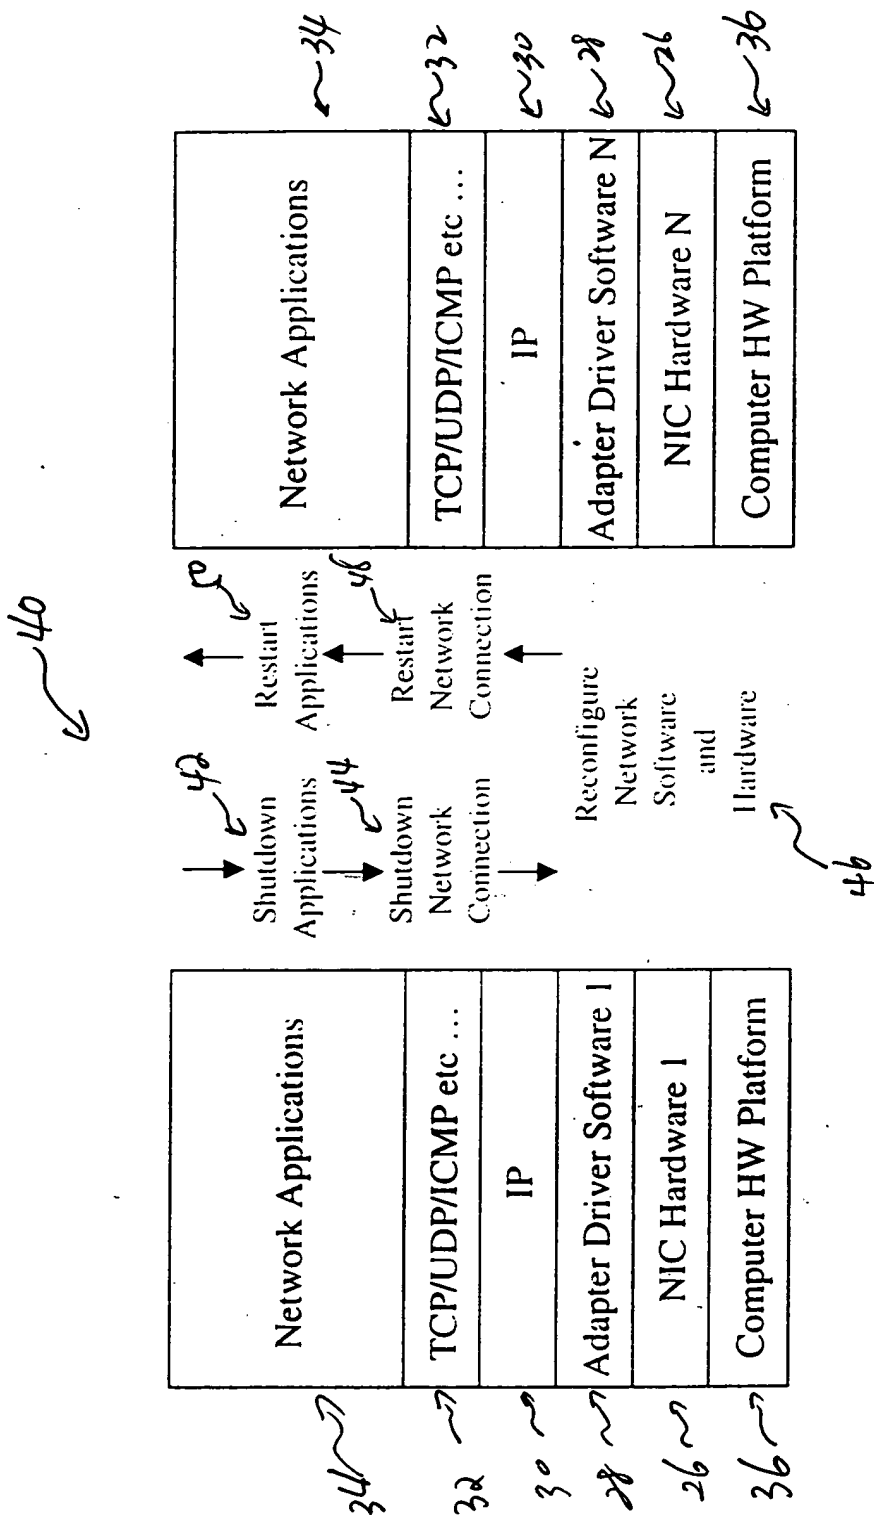 40
34
Network Applications
32
TCP/UDP/ICMP etc ...
30
IP
28
Adapter Driver Software 1
26
NIC Hardware 1
36
Computer HW Platform
42
Shutdown
Applications
44
Shutdown
Network
Connection
50
Restart
Applications
48
Restart
Network
Connection
Reconfigure
Network
Software
and
Hardware
46
Network Applications
34
TCP/UDP/ICMP etc ...
32
IP
30
Adapter Driver Software N
28
NIC Hardware N
26
Computer HW Platform
36